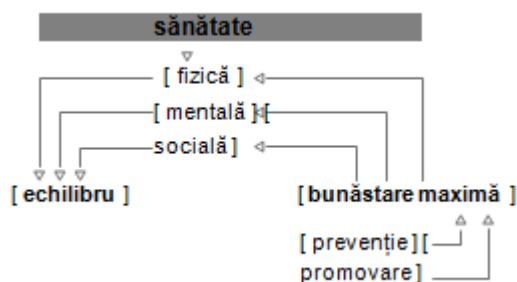 sănătate
[ fizică ]
[ mentală ][
socială]
[ echilibru ] [bunăstare maximă ]
[ prevenție][
promovare]